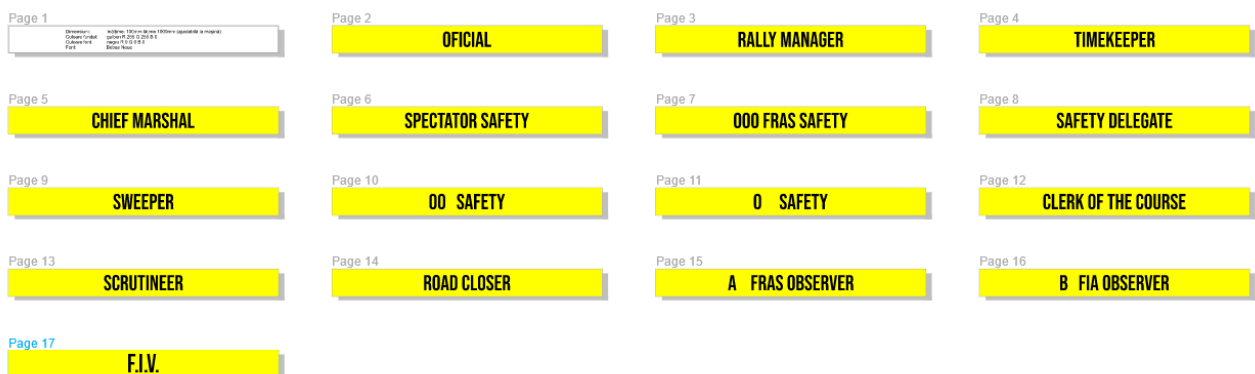 Page 1
Page 2
Page 3
Page 4
Font Bebas Neue
OFICIAL
RALLY MANAGER
TIMEKEEPER
Page 5
Page 6
Page 7
Page 8
CHIEF MARSHAL
SPECTATOR SAFETY
000 FRAS SAFETY
SAFETY DELEGATE
Page 9
Page 10
Page 11
Page 12
SWEEPER
00 SAFETY
0 SAFETY
CLERK OF THE COURSE
Page 13
Page 14
Page 15
Page 16
SCRUTINEER
ROAD CLOSER
A FRAS OBSERVER
B FIA OBSERVER
Page 17
F.I.V.